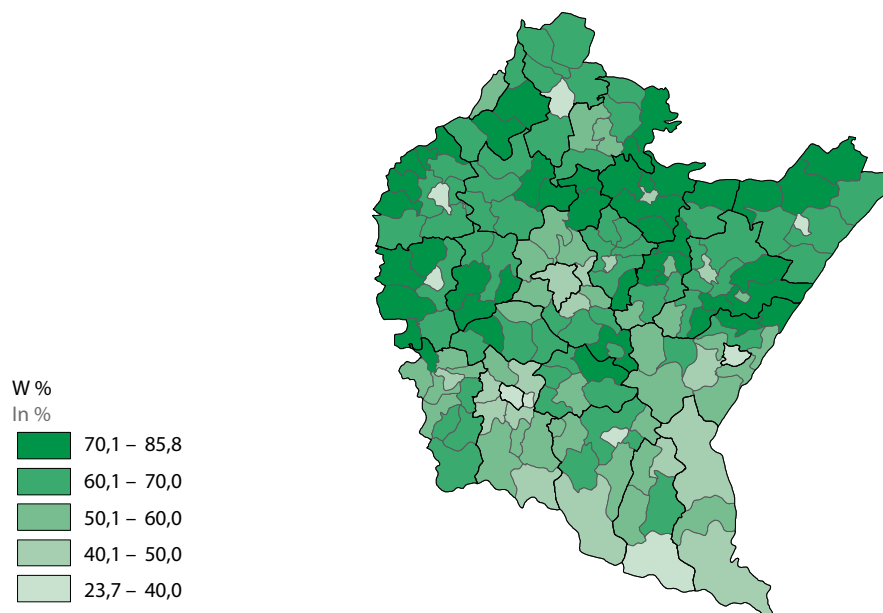 W %
In %
70,1 – 85,8
60,1 – 70,0
50,1 – 60,0
40,1 – 50,0
23,7 – 40,0